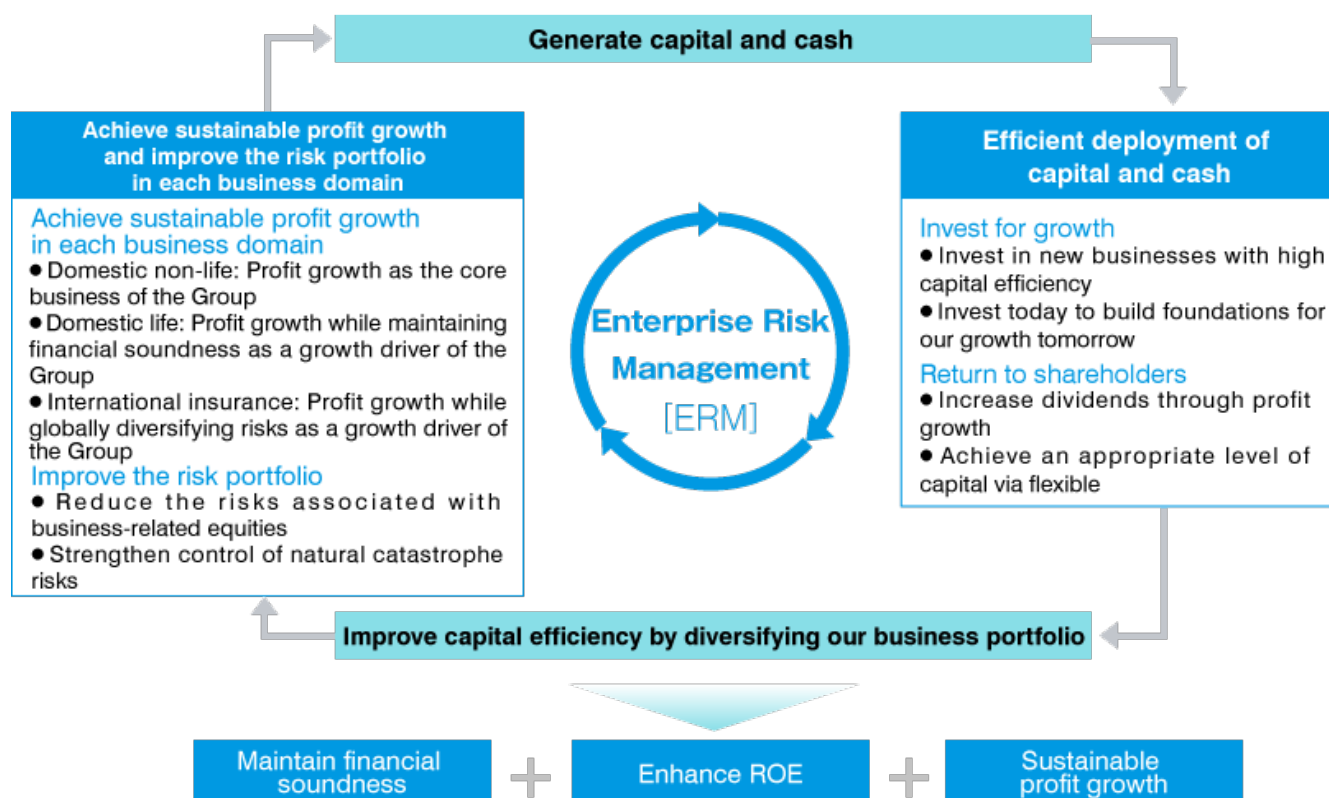 Generate capital and cash
Achieve sustainable profit growth
and improve the risk portfolio
in each business domain
Achieve sustainable profit growth
in each business domain
● Domestic non-life: Profit growth as the core
business of the Group
● Domestic life: Profit growth while maintaining
financial soundness as a growth driver of the
Group
● International insurance: Profit growth while
globally diversifying risks as a growth driver of
the Group
Improve the risk portfolio
● Reduce the risks associated with
business-related equities
● Strengthen control of natural catastrophe
risks
Enterprise Risk
Management
[ERM]
Efficient deployment of
capital and cash
Invest for growth
● Invest in new businesses with high
capital efficiency
● Invest today to build foundations for
our growth tomorrow
Return to shareholders
● Increase dividends through profit
growth
● Achieve an appropriate level of
capital via flexible
Improve capital efficiency by diversifying our business portfolio
Maintain financial
soundness
+
Enhance ROE
+
Sustainable
profit growth